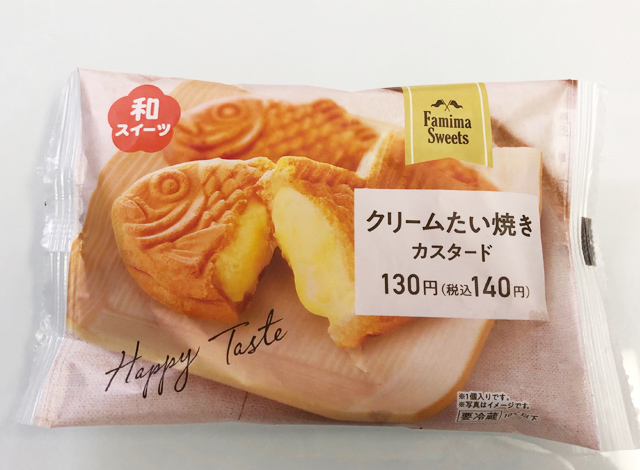 和
スイーツ
Famima
Sweets
クリームたい焼き
カスタード
130円(税込140円)
Happy Taste
※1個入りです。
※写真はイメージです。
要冷蔵